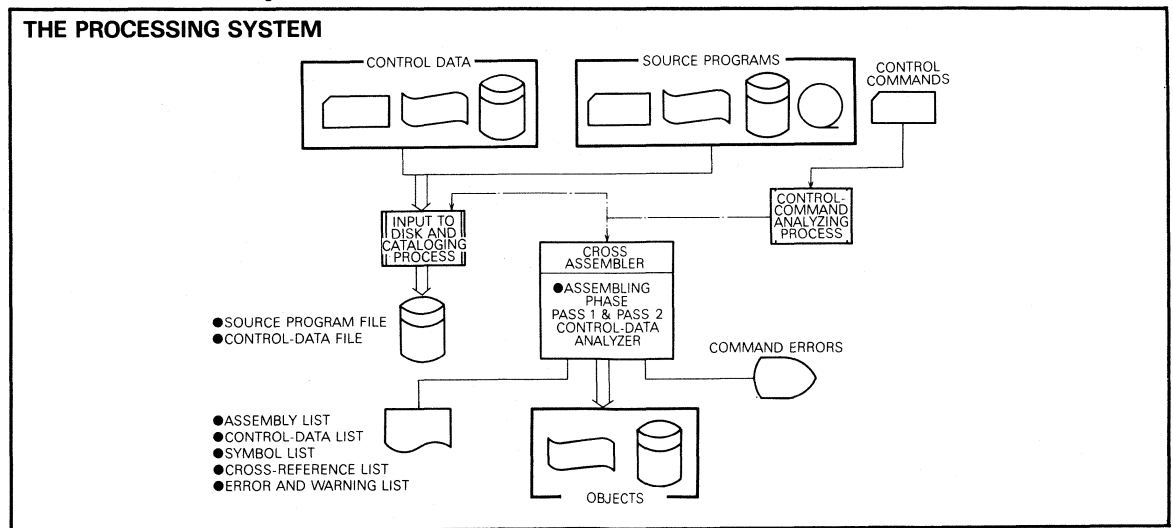 THE PROCESSING SYSTEM
CONTROL DATA
SOURCE PROGRAMS
CONTROL
COMMANDS
INPUT TO
DISK AND
CATALOGING
PROCESS
CONTROL-
COMMAND
ANALYZING
PROCESS
CROSS
ASSEMBLER
●ASSEMBLING
PHASE
PASS 1 & PASS 2
CONTROL-DATA
ANALYZER
●SOURCE PROGRAM FILE
●CONTROL-DATA FILE
COMMAND ERRORS
●ASSEMBLY LIST
●CONTROL-DATA LIST
●SYMBOL LIST
●CROSS-REFERENCE LIST
●ERROR AND WARNING LIST
OBJECTS